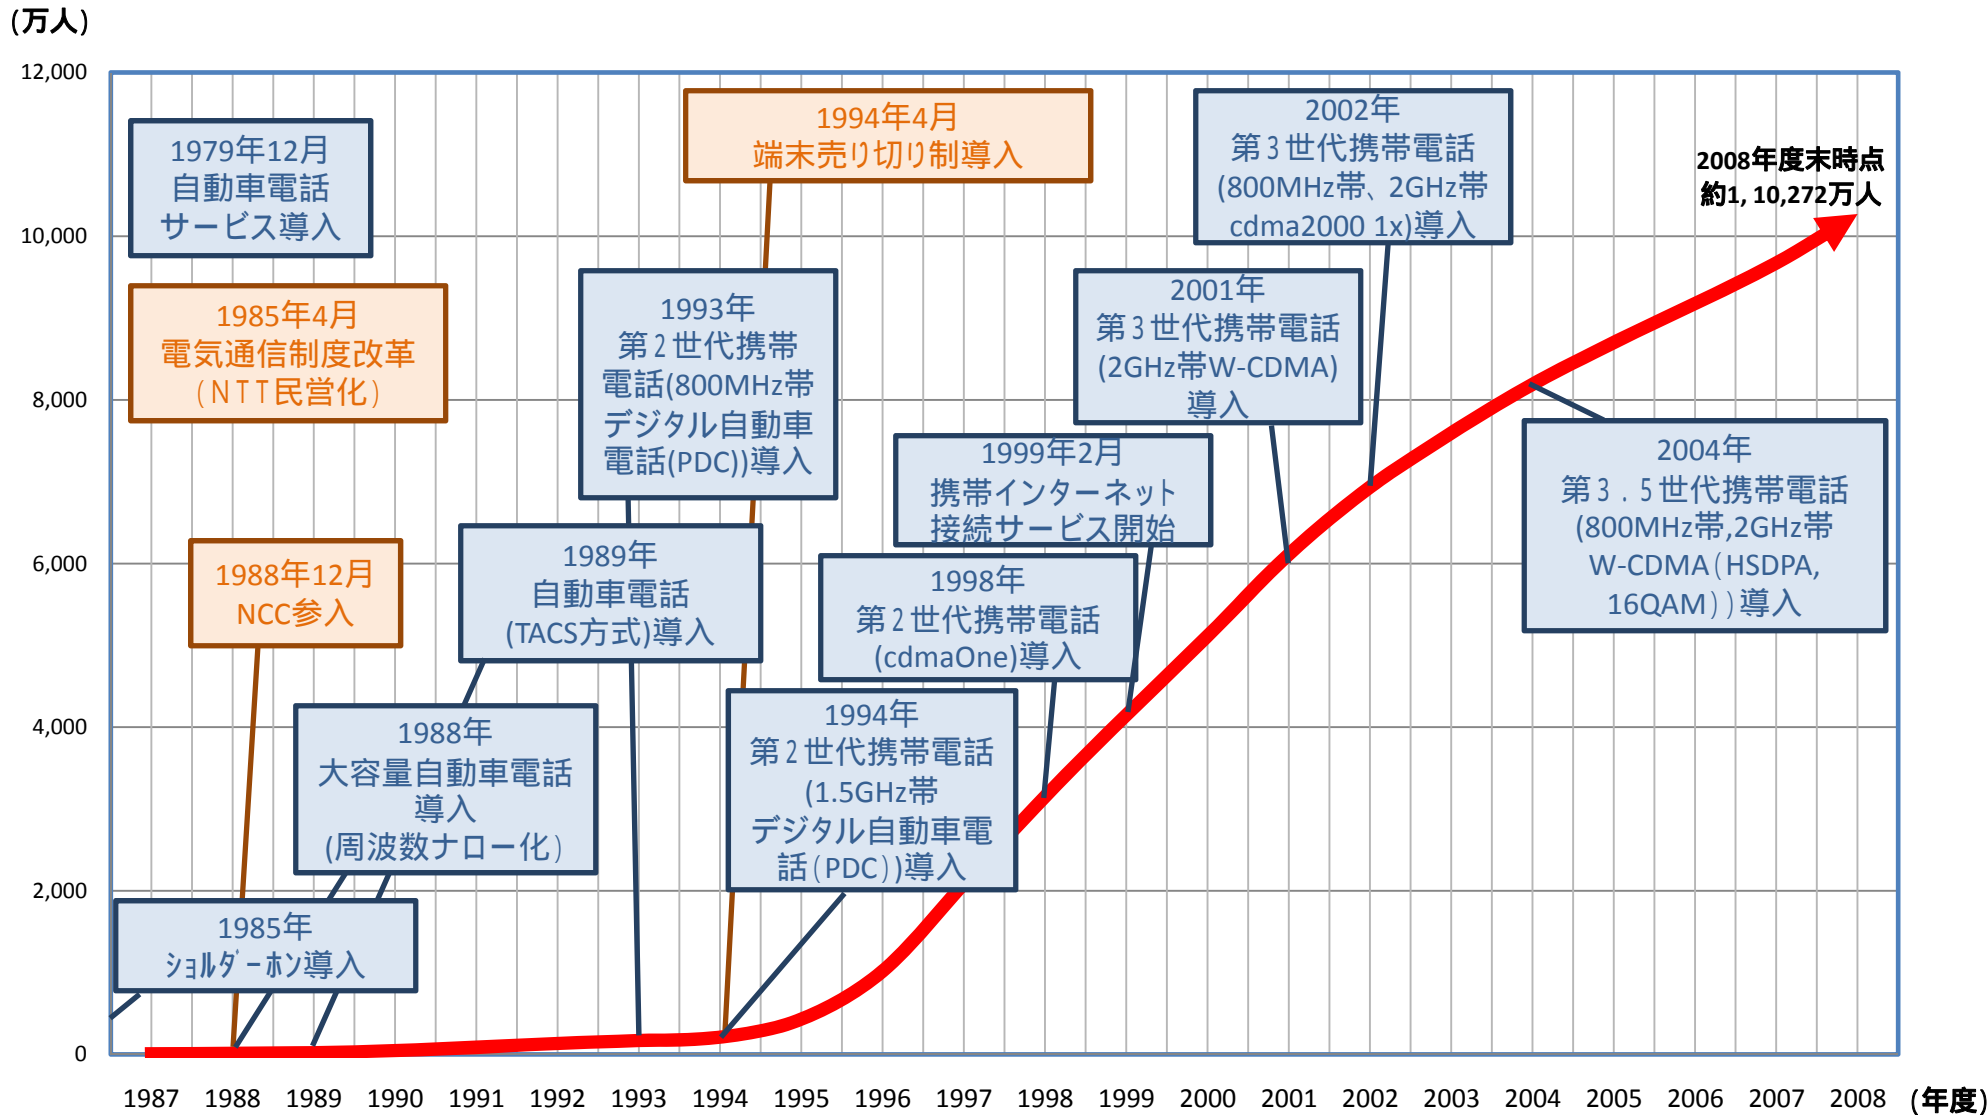 (万人)
12,000
10,000
8,000
6,000
4,000
2,000
0
1979年12月
自動車電話
サービス導入
1985年4月
電気通信制度改革
(NTT民営化)
1988年12月
NCC参入
1985年
ｼｮﾙﾀﾞｰﾎﾝ導入
1988年
大容量自動車電話
導入
(周波数ナロー化)
1989年
自動車電話
(TACS方式)導入
1993年
第2世代携帯
電話(800MHz帯
デジタル自動車
電話(PDC))導入
1994年4月
端末売り切り制導入
1994年
第2世代携帯電話
(1.5GHz帯
デジタル自動車電
話(PDC))導入
1998年
第2世代携帯電話
(cdmaOne)導入
1999年2月
携帯インターネット
接続サービス開始
2001年
第3世代携帯電話
(2GHz帯W-CDMA)
導入
2002年
第3世代携帯電話
(800MHz帯、2GHz帯
cdma2000 1x)導入
2004年
第3.5世代携帯電話
(800MHz帯,2GHz帯
W-CDMA(HSDPA,
16QAM))導入
2008年度末時点
約1, 10,272万人
1987 1988 1989 1990 1991 1992 1993 1994 1995 1996 1997 1998 1999 2000 2001 2002 2003 2004 2005 2006 2007 2008 (年度)